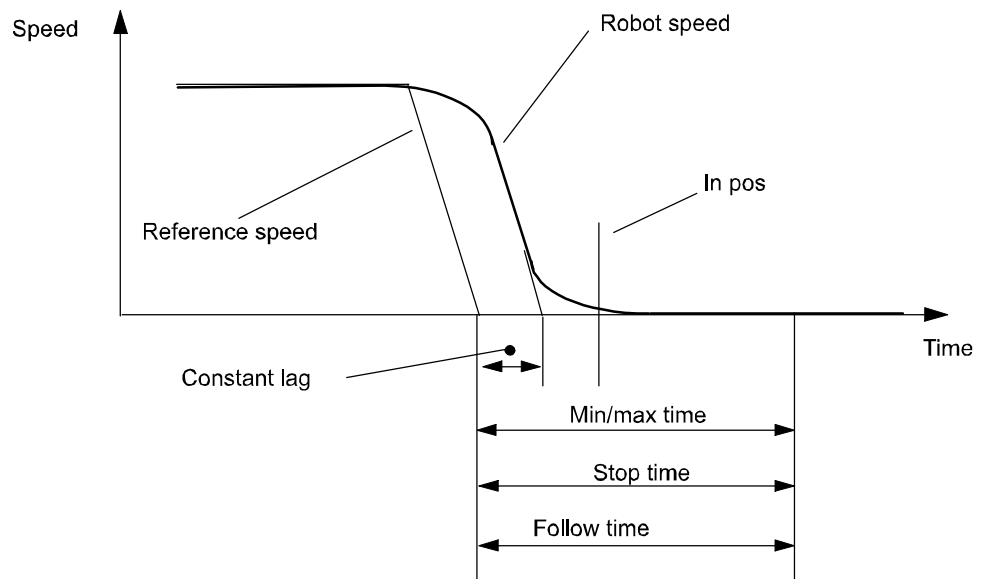 Speed
Robot speed
In pos
Reference speed
Time
Constant lag
Min/max time
Stop time
Follow time